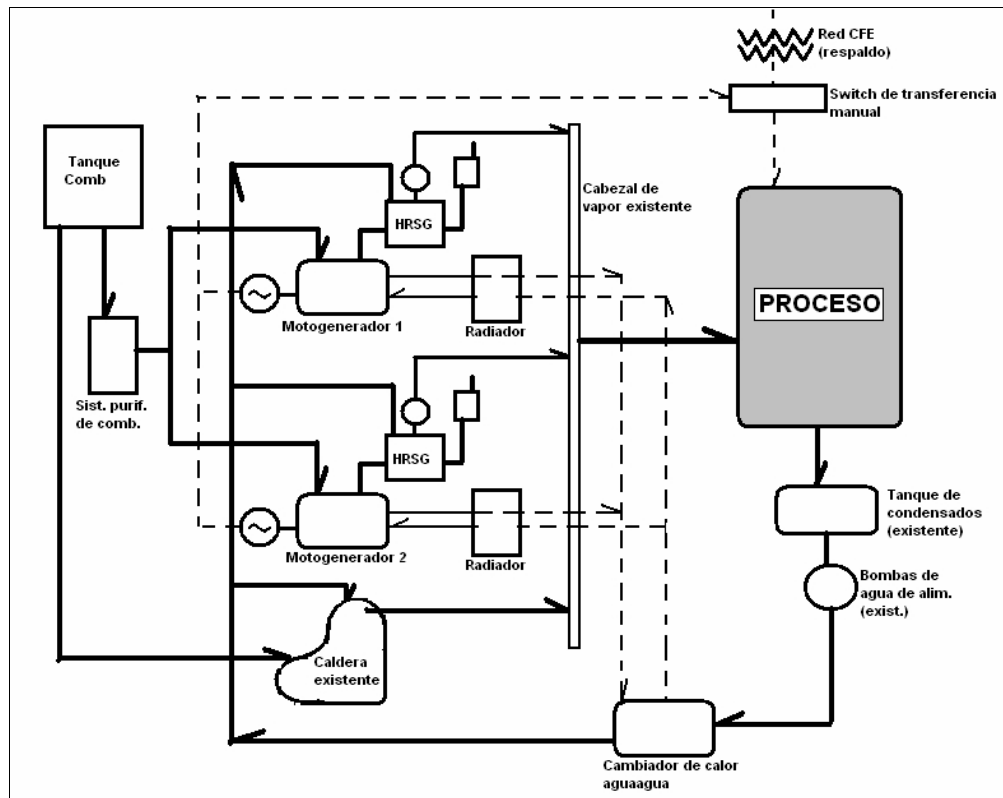 Red CFE
(respaldo)
Switch de transferencia
manual
Tanque
Comb
Cabezal de
vapor existente
HRSG
Motogenerador 1
Radiador
PROCESO
Sist. purif.
de comb.
HRSG
Motogenerador 2
Radiador
Tanque de
condensados
(existente)
Bombas de
agua de alim.
(exist.)
Caldera
existente
Cambiador de calor
aguaagua